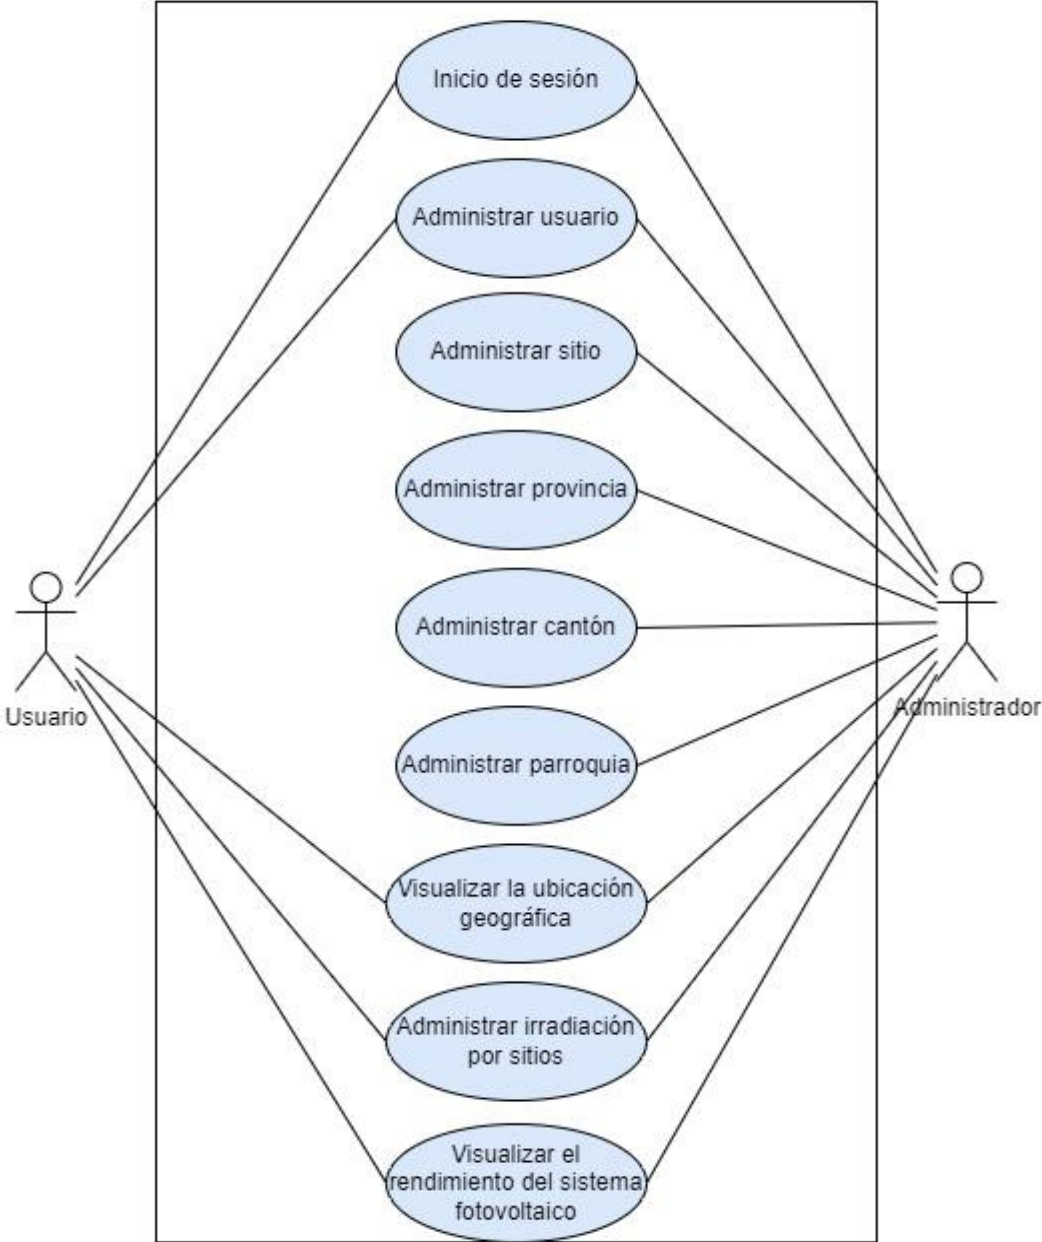 Inicio de sesión
Administrar usuario
Administrar sitio
Administrar provincia
Administrar cantón
Usuario
Administrador
Administrar parroquia
Visualizar la ubicación
geográfica
Administrar irradiación
por sitios
Visualizar el
rendimiento del sistema
fotovoltaico